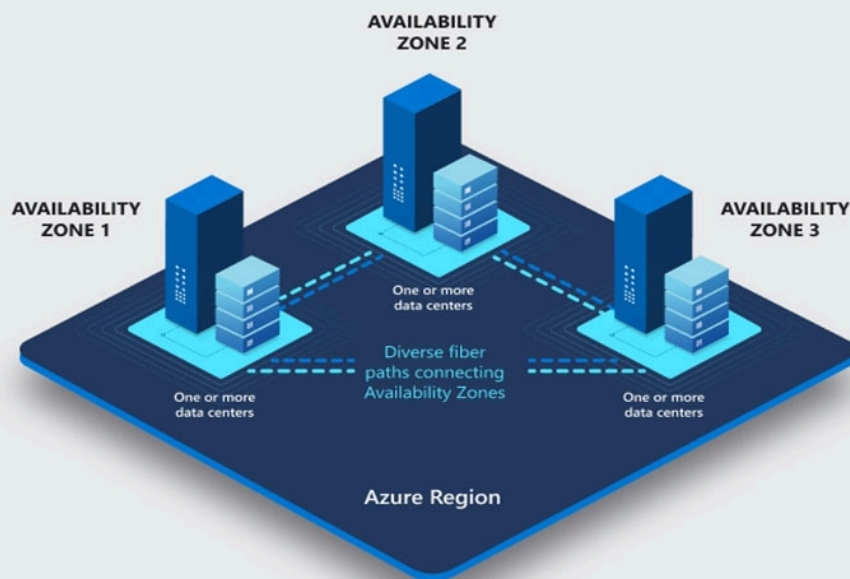 AVAILABILITY
ZONE 2
AVAILABILITY
ZONE 1
AVAILABILITY
ZONE 3
One or more
data centers
Diverse fiber
paths connecting
Availability Zones
One or more
data centers
One or more
data centers
Azure Region